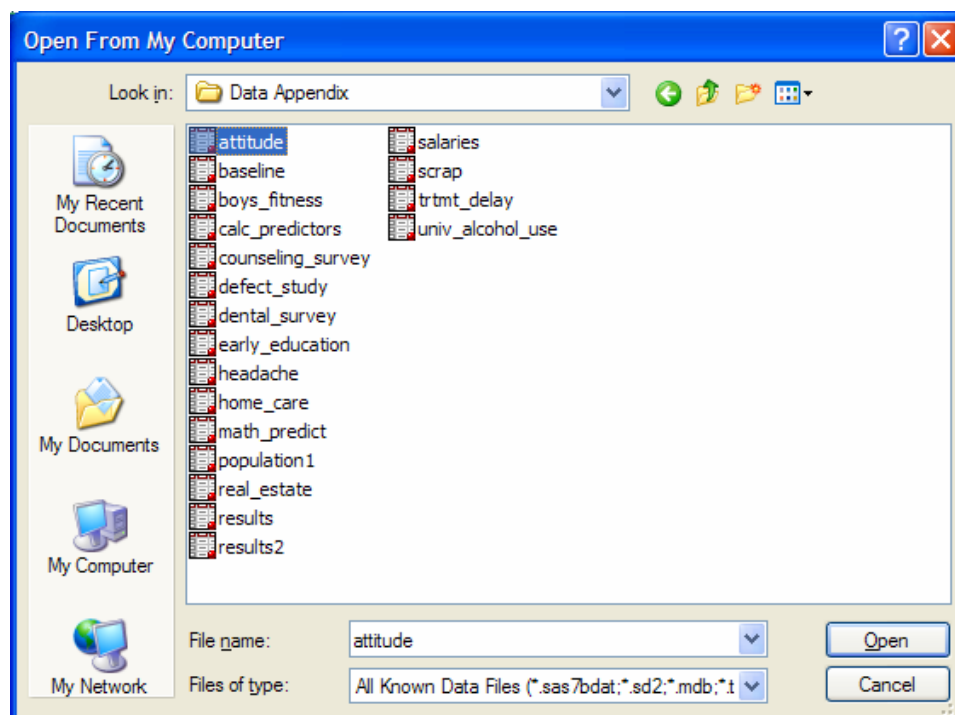 Open From My Computer
Look in:
Data Appendix
My Recent
Documents
Desktop
My Documents
My Computer
My Network
attitude
baseline
boys_fitness
calc_predictors
counseling_survey
defect_study
dental_survey
early_education
headache
home_care
math_predict
population1
real_estate
results
results2
salaries
scrap
trtmt_delay
univ_alcohol_use
File name:
attitude
Open
Files of type:
All Known Data Files (*.sas7bdat;*.sd2;*.mdb;*.t
Cancel